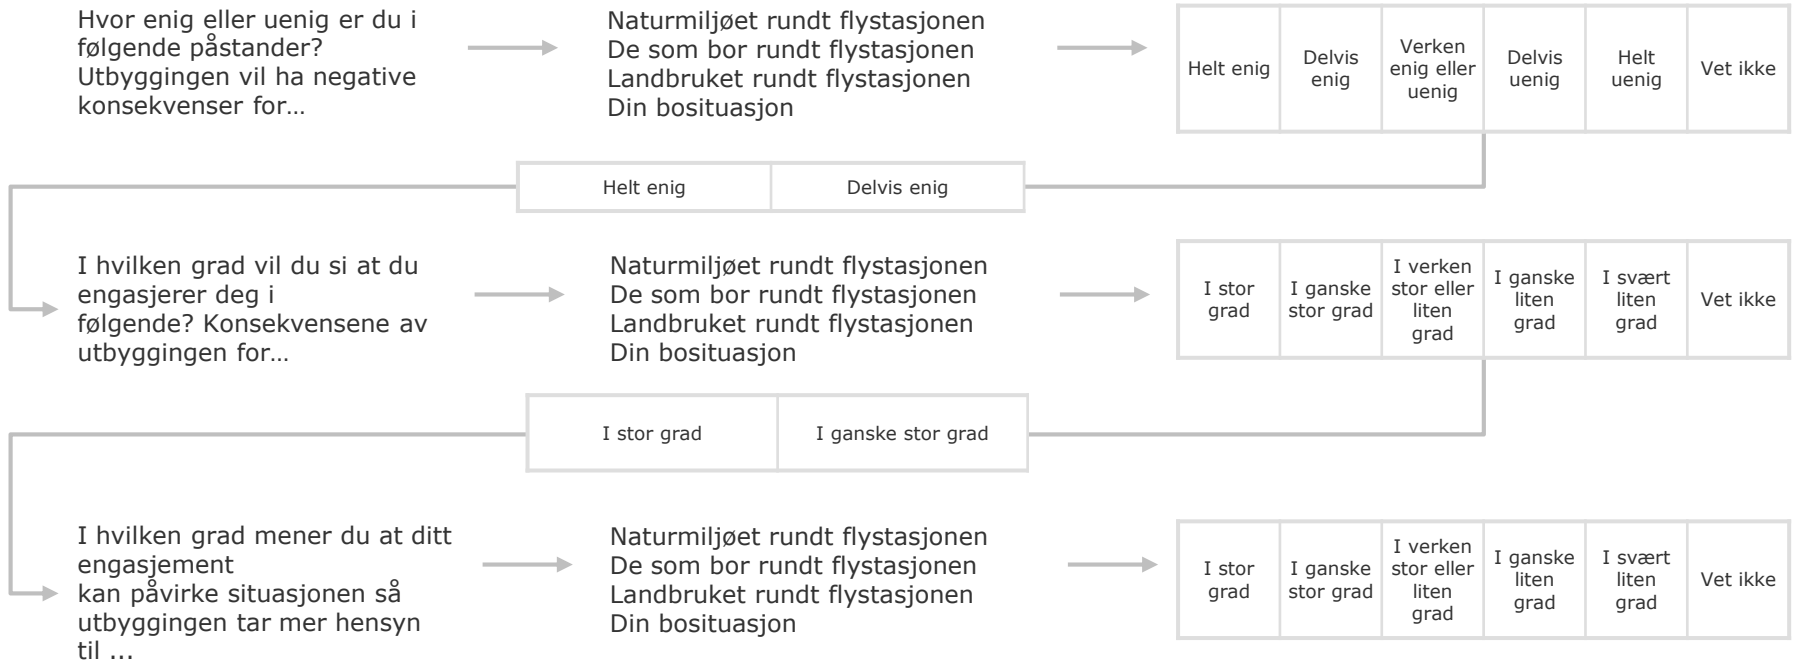 Hvor enig eller uenig er du i
følgende påstander?
Utbyggingen vil ha negative
konsekvenser for…
Naturmiljøet rundt flystasjonen
De som bor rundt flystasjonen
Landbruket rundt flystasjonen
Din bosituasjon
Helt enig
Delvis
enig
Verken
enig eller
uenig
Delvis
uenig
Helt
uenig
Vet ikke
Helt enig
Delvis enig
I hvilken grad vil du si at du
engasjerer deg i
følgende? Konsekvensene av
utbyggingen for…
Naturmiljøet rundt flystasjonen
De som bor rundt flystasjonen
Landbruket rundt flystasjonen
Din bosituasjon
I stor
grad
I ganske
stor grad
I verken
stor eller
liten
grad
I ganske
liten
grad
I svært
liten
grad
Vet ikke
I stor grad
I ganske stor grad
I hvilken grad mener du at ditt
engasjement
kan påvirke situasjonen så
utbyggingen tar mer hensyn
til ...
Naturmiljøet rundt flystasjonen
De som bor rundt flystasjonen
Landbruket rundt flystasjonen
Din bosituasjon
I stor
grad
I ganske
stor grad
I verken
stor eller
liten
grad
I ganske
liten
grad
I svært
liten
grad
Vet ikke